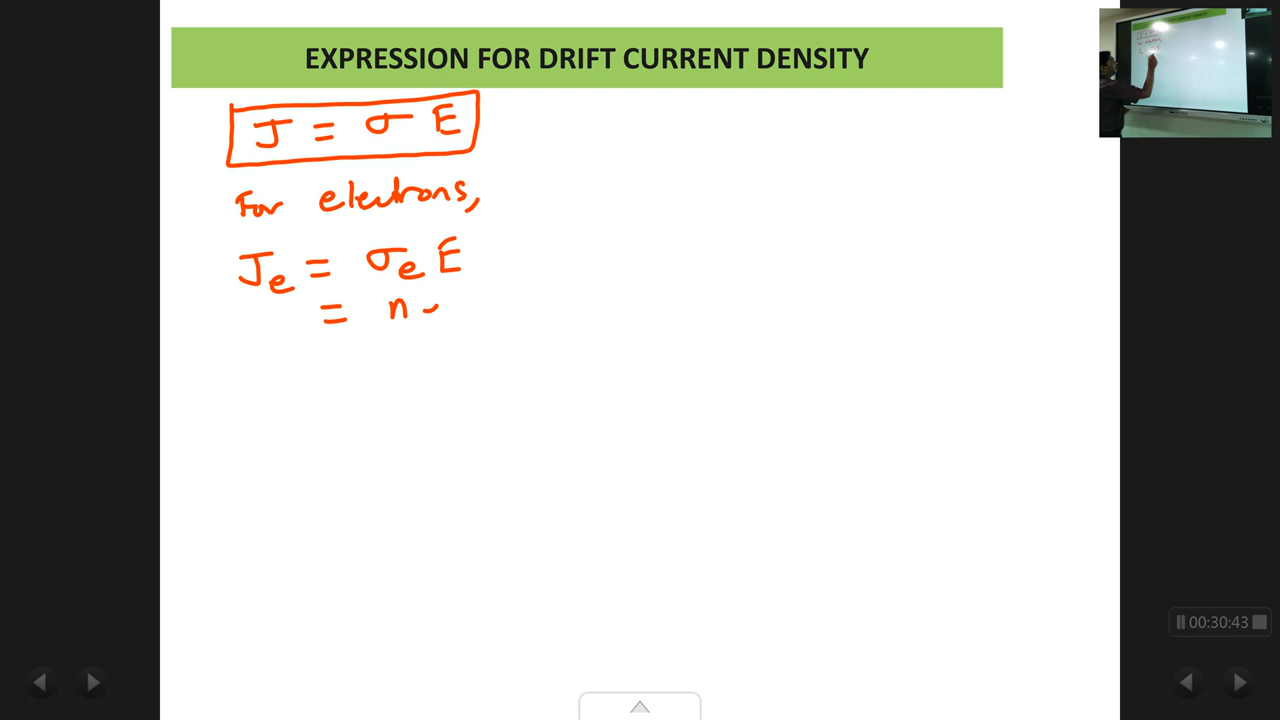 EXPRESSION FOR DRIFT CURRENT DENSITY
J = σ E
For electrons,
Jₑ = σₑ E
= n
00:30:43